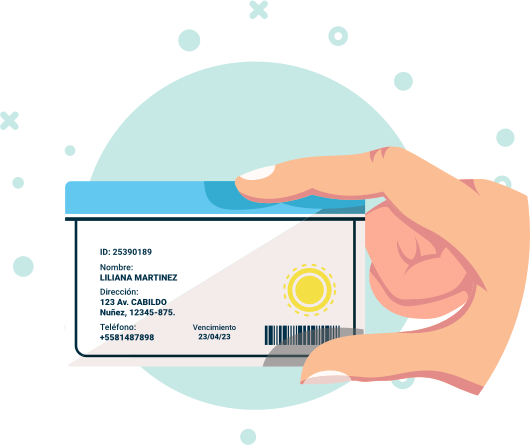 ID: 25390189
Nombre:
LILIANA MARTINEZ
Dirección:
123 Av. CABILDO
Nuñez, 12345-875.
Teléfono:
+5581487898
Vencimiento
23/04/23